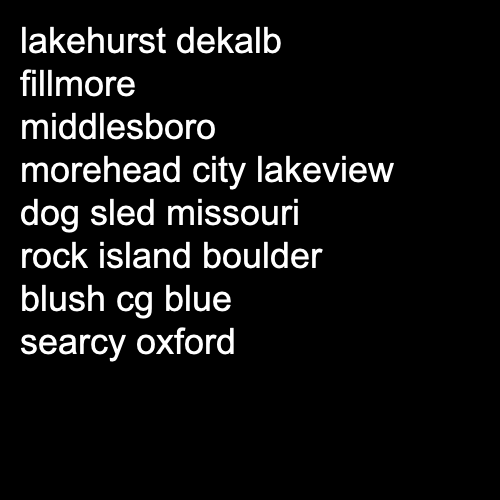 lakehurst dekalb
fillmore
middlesboro
morehead city lakeview
dog sled missouri
rock island boulder
blush cg blue
searcy oxford